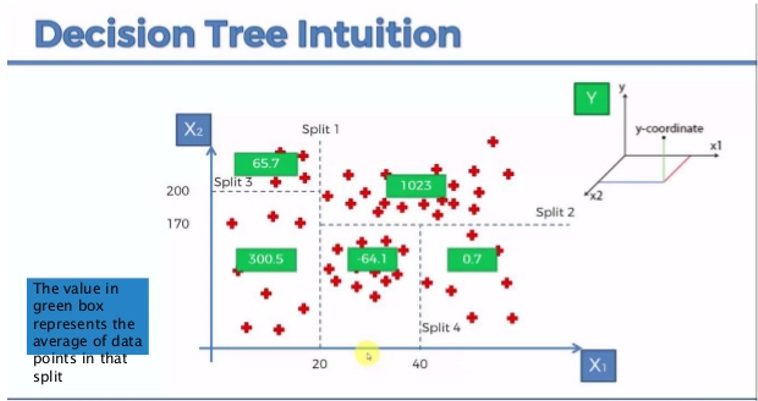 Decision Tree Intuition
Y
y
y-coordinate
x1
x2
X2
Split 1
65.7
1023
Split 3
200
170
Split 2
300.5
-64.1
0.7
The value in
green box
represents the
average of data
points in that
split
Split 4
20
40
X1